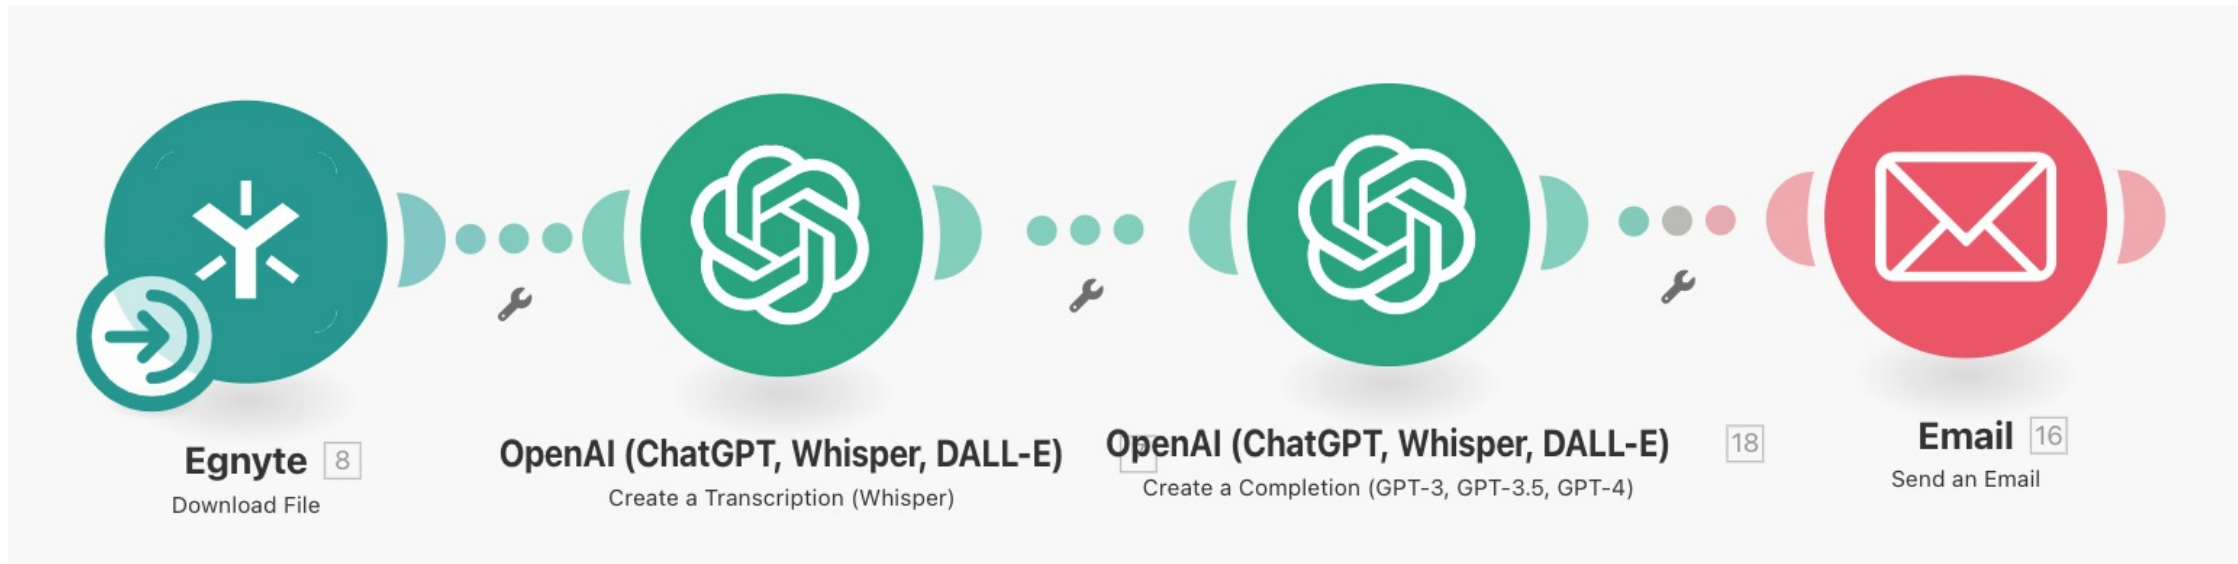 Egnyte 8
Download File
OpenAI (ChatGPT, Whisper, DALL-E)
Create a Transcription (Whisper)
OpenAI (ChatGPT, Whisper, DALL-E) 18
Create a Completion (GPT-3, GPT-3.5, GPT-4)
Email 16
Send an Email